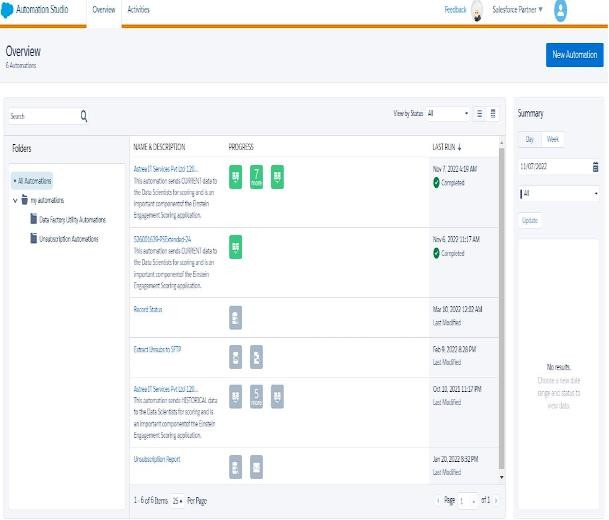 Automation Studio
Overview
Activities
Feedback
Salesforce Partner
Overview
6 Automations
New Automation
Search
View by Status All
Folders
All Automations
my automations
Data Factory Utility Automations
Unsubscription Automations
NAME & DESCRIPTION
PROGRESS
LAST RUN ↓
Astrea IT Services Pvt Ltd-120...
This automation sends CURRENT data to
the Data Scientists for scoring and is an
important component of the Einstein
Engagement Scoring application.
7
more
Nov 7, 2022 4:19 AM
Completed
This automation sends CURRENT data to
the Data Scientists for scoring and is an
important component of the Einstein
Engagement Scoring application.
Nov 6, 2022 11:17 AM
Completed
Record Status
Mar 10, 2022 12:02 AM
Last Modified
Extract Unsubs to SFTP
Feb 9, 2022 8:28 PM
Last Modified
Astrea IT Services Pvt Ltd-120...
This automation sends HISTORICAL data
to the Data Scientists for scoring and is
an important component of the Einstein
Engagement Scoring application.
5
more
Oct 10, 2021 11:17 PM
Last Modified
Unsubscription Report
Jan 20, 2022 8:32 PM
Last Modified
1 - 6 of 6 Items 25 Per Page
Page 1 of 1
Summary
Day
Week
11/07/2022
All
Update
No results.
Choose a new date
range and status to
view data.